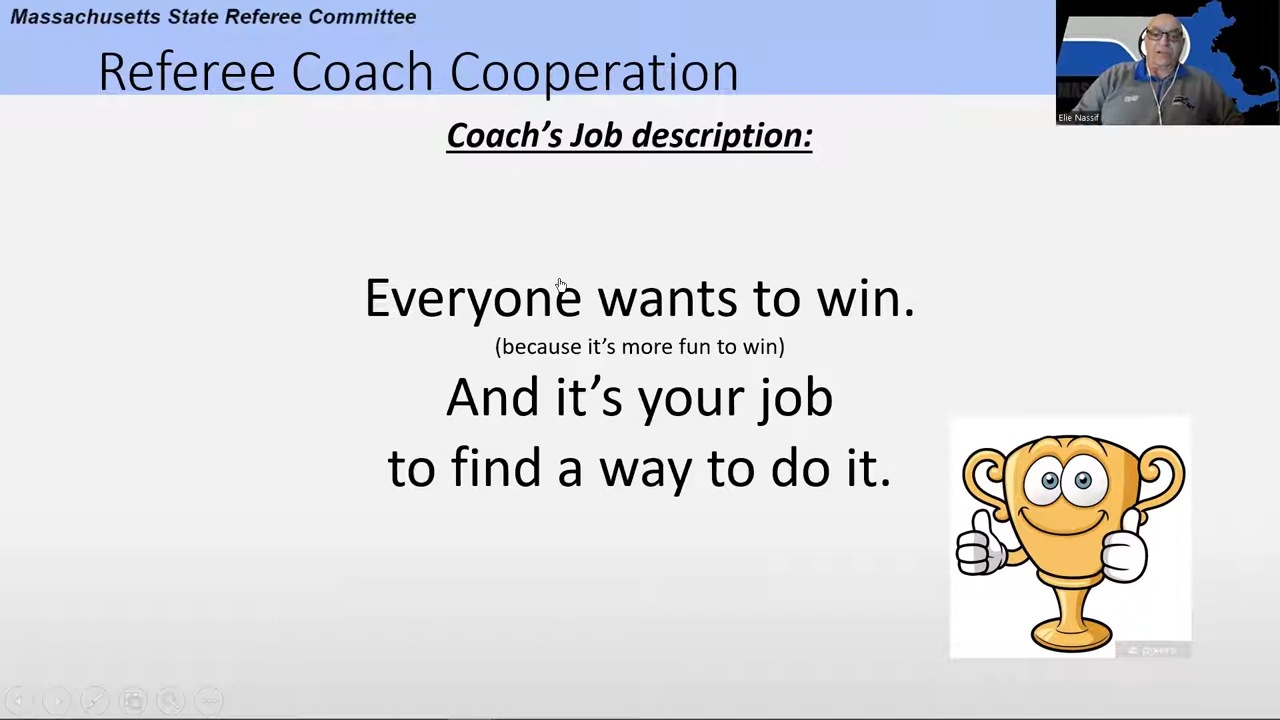 Massachusetts State Referee Committee
Referee Coach Cooperation
Elie Nassif
Coach's Job description:
Everyone wants to win.
(because it's more fun to win)
And it's your job
to find a way to do it.